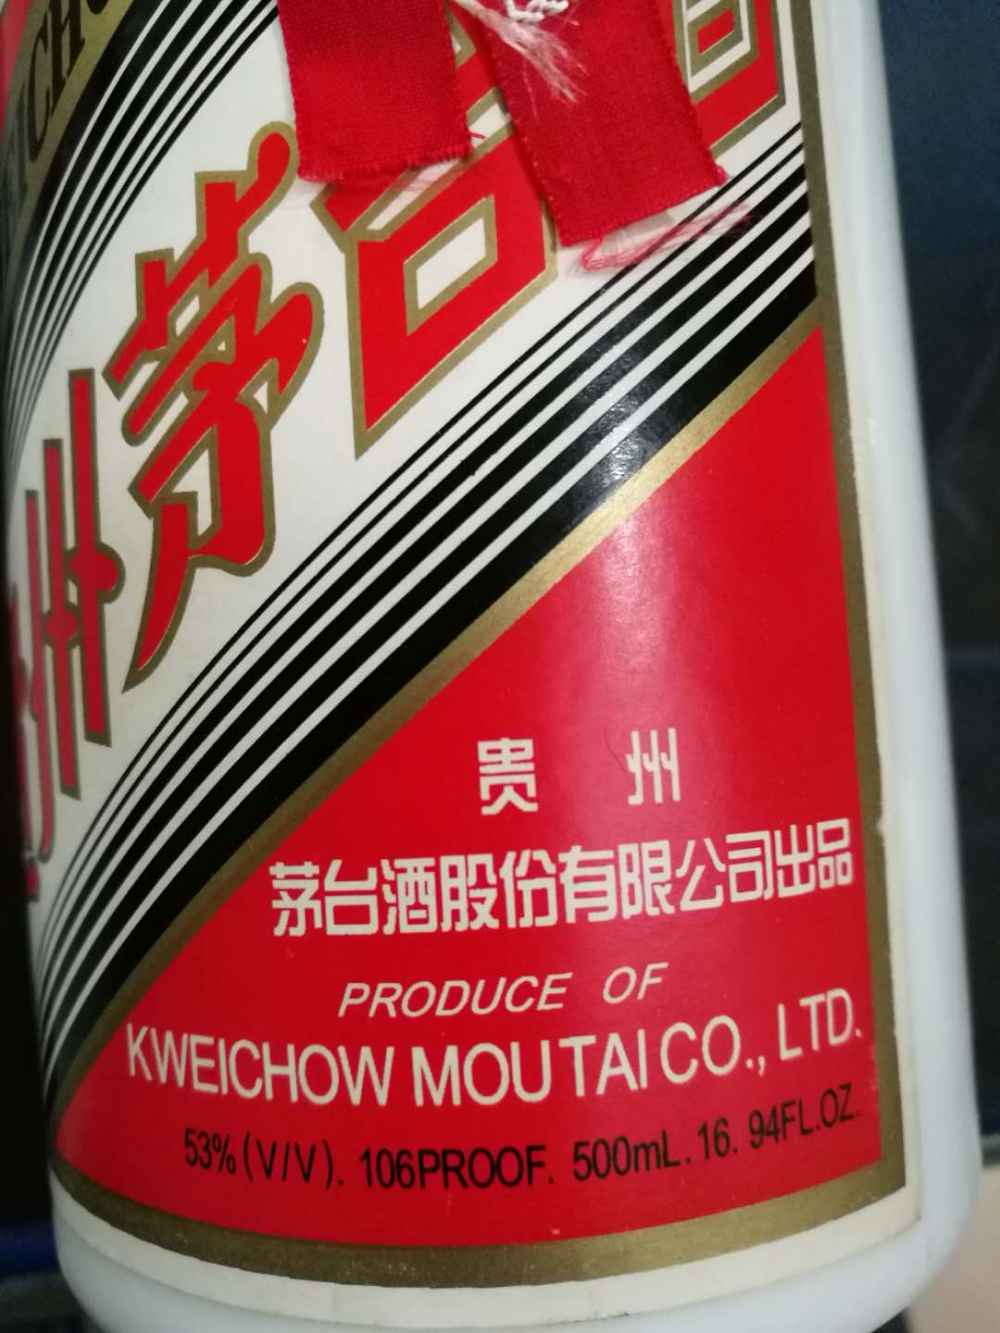 州茅台
贵 州
茅台酒股份有限公司出品
PRODUCE OF
KWEICHOW MOUTAI CO., LTD.
53% (V/V). 106PROOF. 500mL. 16. 94FL.OZ.